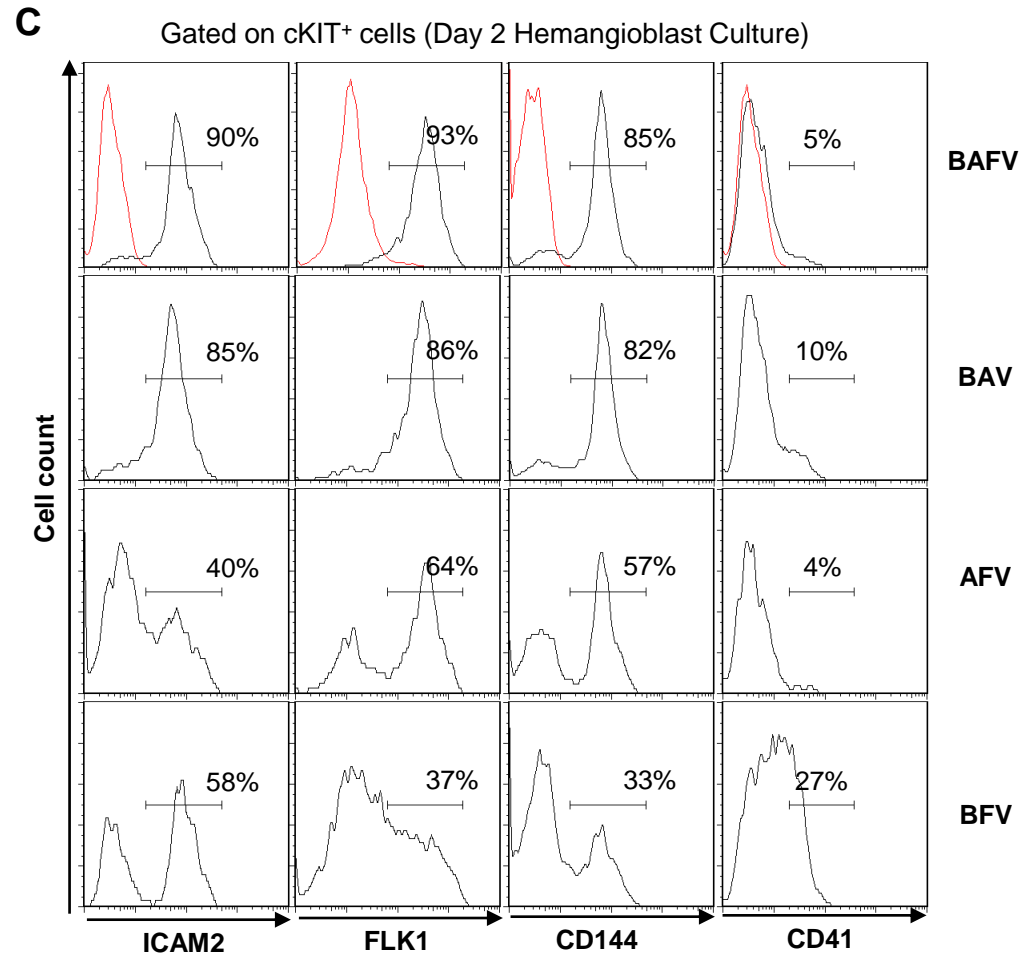 C
Gated on cKIT+ cells (Day 2 Hemangioblast Culture)
90% 93% 85% 5% BAFV
85% 86% 82% 10% BAV
40% 64% 57% 4% AFV
58% 37% 33% 27% BFV
Cell count
ICAM2 FLK1 CD144 CD41